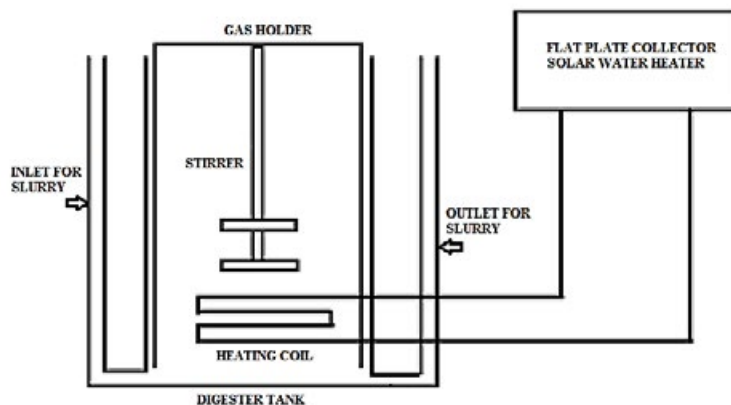 GAS HOLDER
FLAT PLATE COLLECTOR
SOLAR WATER HEATER
STIRRER
INLET FOR
SLURRY
OUTLET FOR
SLURRY
HEATING COIL
DIGESTER TANK